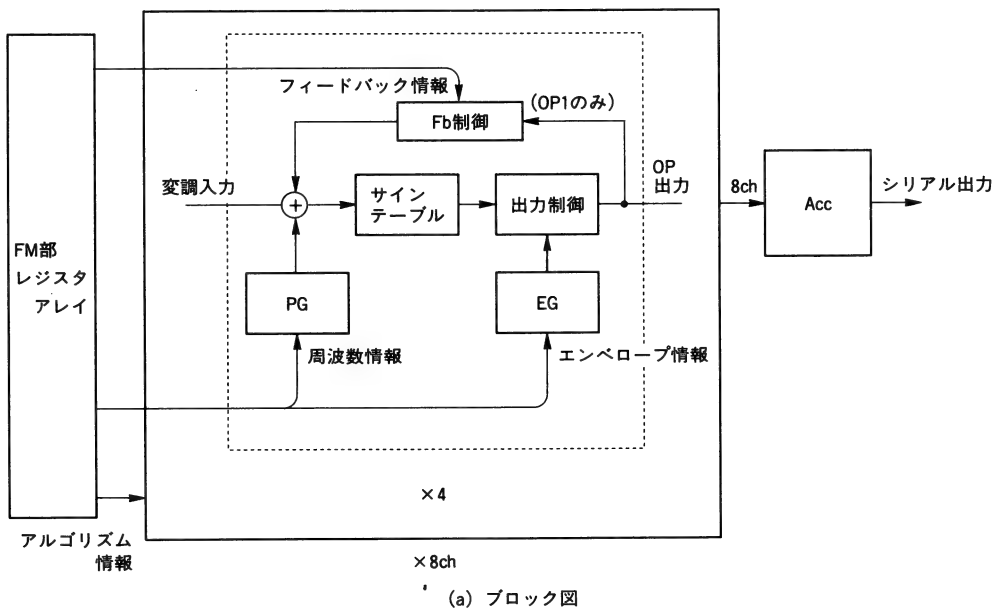 フィードバック情報
(OP1のみ)
Fb制御
変調入力
+
サイン
テーブル
出力制御
OP
出力
8ch
Acc
シリアル出力
FM部
レジスタ
アレイ
PG
EG
周波数情報
エンベロープ情報
×4
アルゴリズム
情報
×8ch
(a) ブロック図